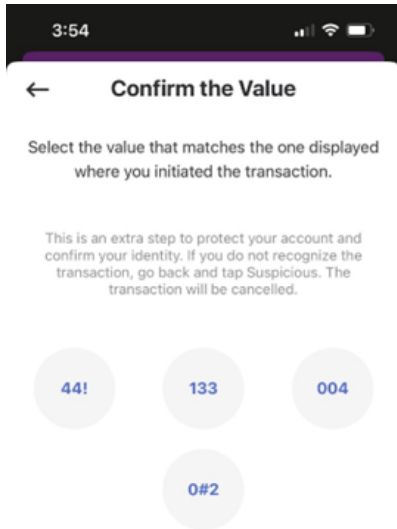 3:54
Confirm the Value
Select the value that matches the one displayed
where you initiated the transaction.
This is an extra step to protect your account and
confirm your identity. If you do not recognize the
transaction, go back and tap Suspicious. The
transaction will be cancelled.
44! 133 004
0#2